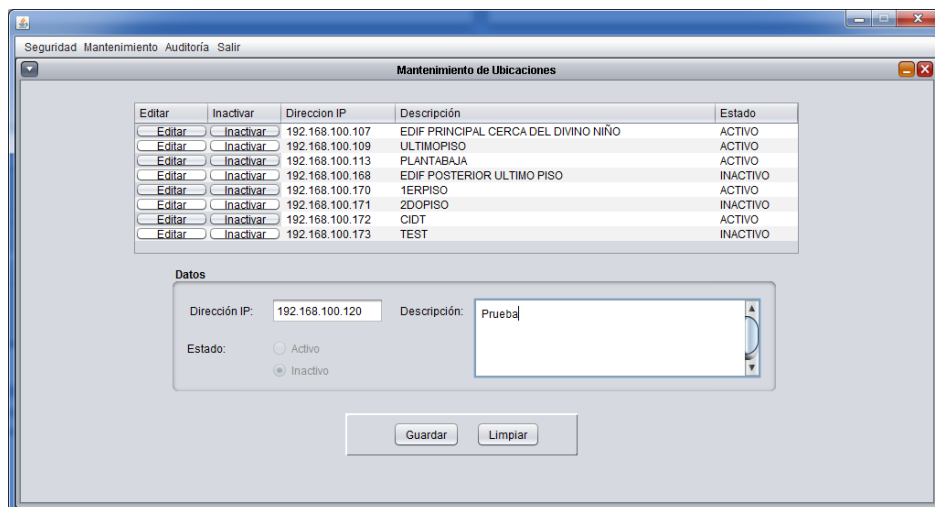 Seguridad Mantenimiento Auditoría Salir
Mantenimiento de Ubicaciones
Editar Inactivar Direccion IP Descripción Estado
Editar Inactivar 192.168.100.107 EDIF PRINCIPAL CERCA DEL DIVINO NIÑO ACTIVO
Editar Inactivar 192.168.100.109 ULTIMOPISO ACTIVO
Editar Inactivar 192.168.100.113 PLANTABAJA ACTIVO
Editar Inactivar 192.168.100.168 EDIF POSTERIOR ULTIMO PISO INACTIVO
Editar Inactivar 192.168.100.170 1ERPISO ACTIVO
Editar Inactivar 192.168.100.171 2DOPISO INACTIVO
Editar Inactivar 192.168.100.172 CIDT ACTIVO
Editar Inactivar 192.168.100.173 TEST INACTIVO
Datos
Dirección IP: 192.168.100.120 Descripción: Prueba
Estado: Activo
Inactivo
Guardar Limpiar